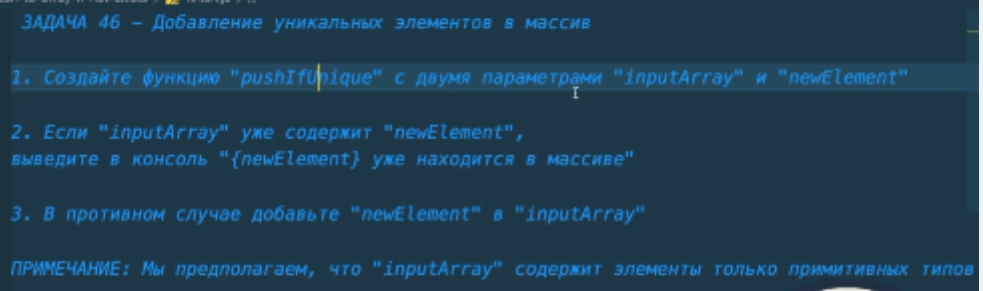 ЗАДАЧА 46 – Добавление уникальных элементов в массив
1. Создайте функцию "pushIfUnique" с двумя параметрами "inputArray" и "newElement"
2. Если "inputArray" уже содержит "newElement",
выведите в консоль "{newElement} уже находится в массиве"
3. В противном случае добавьте "newElement" в "inputArray"
ПРИМЕЧАНИЕ: Мы предполагаем, что "inputArray" содержит элементы только примитивных типов